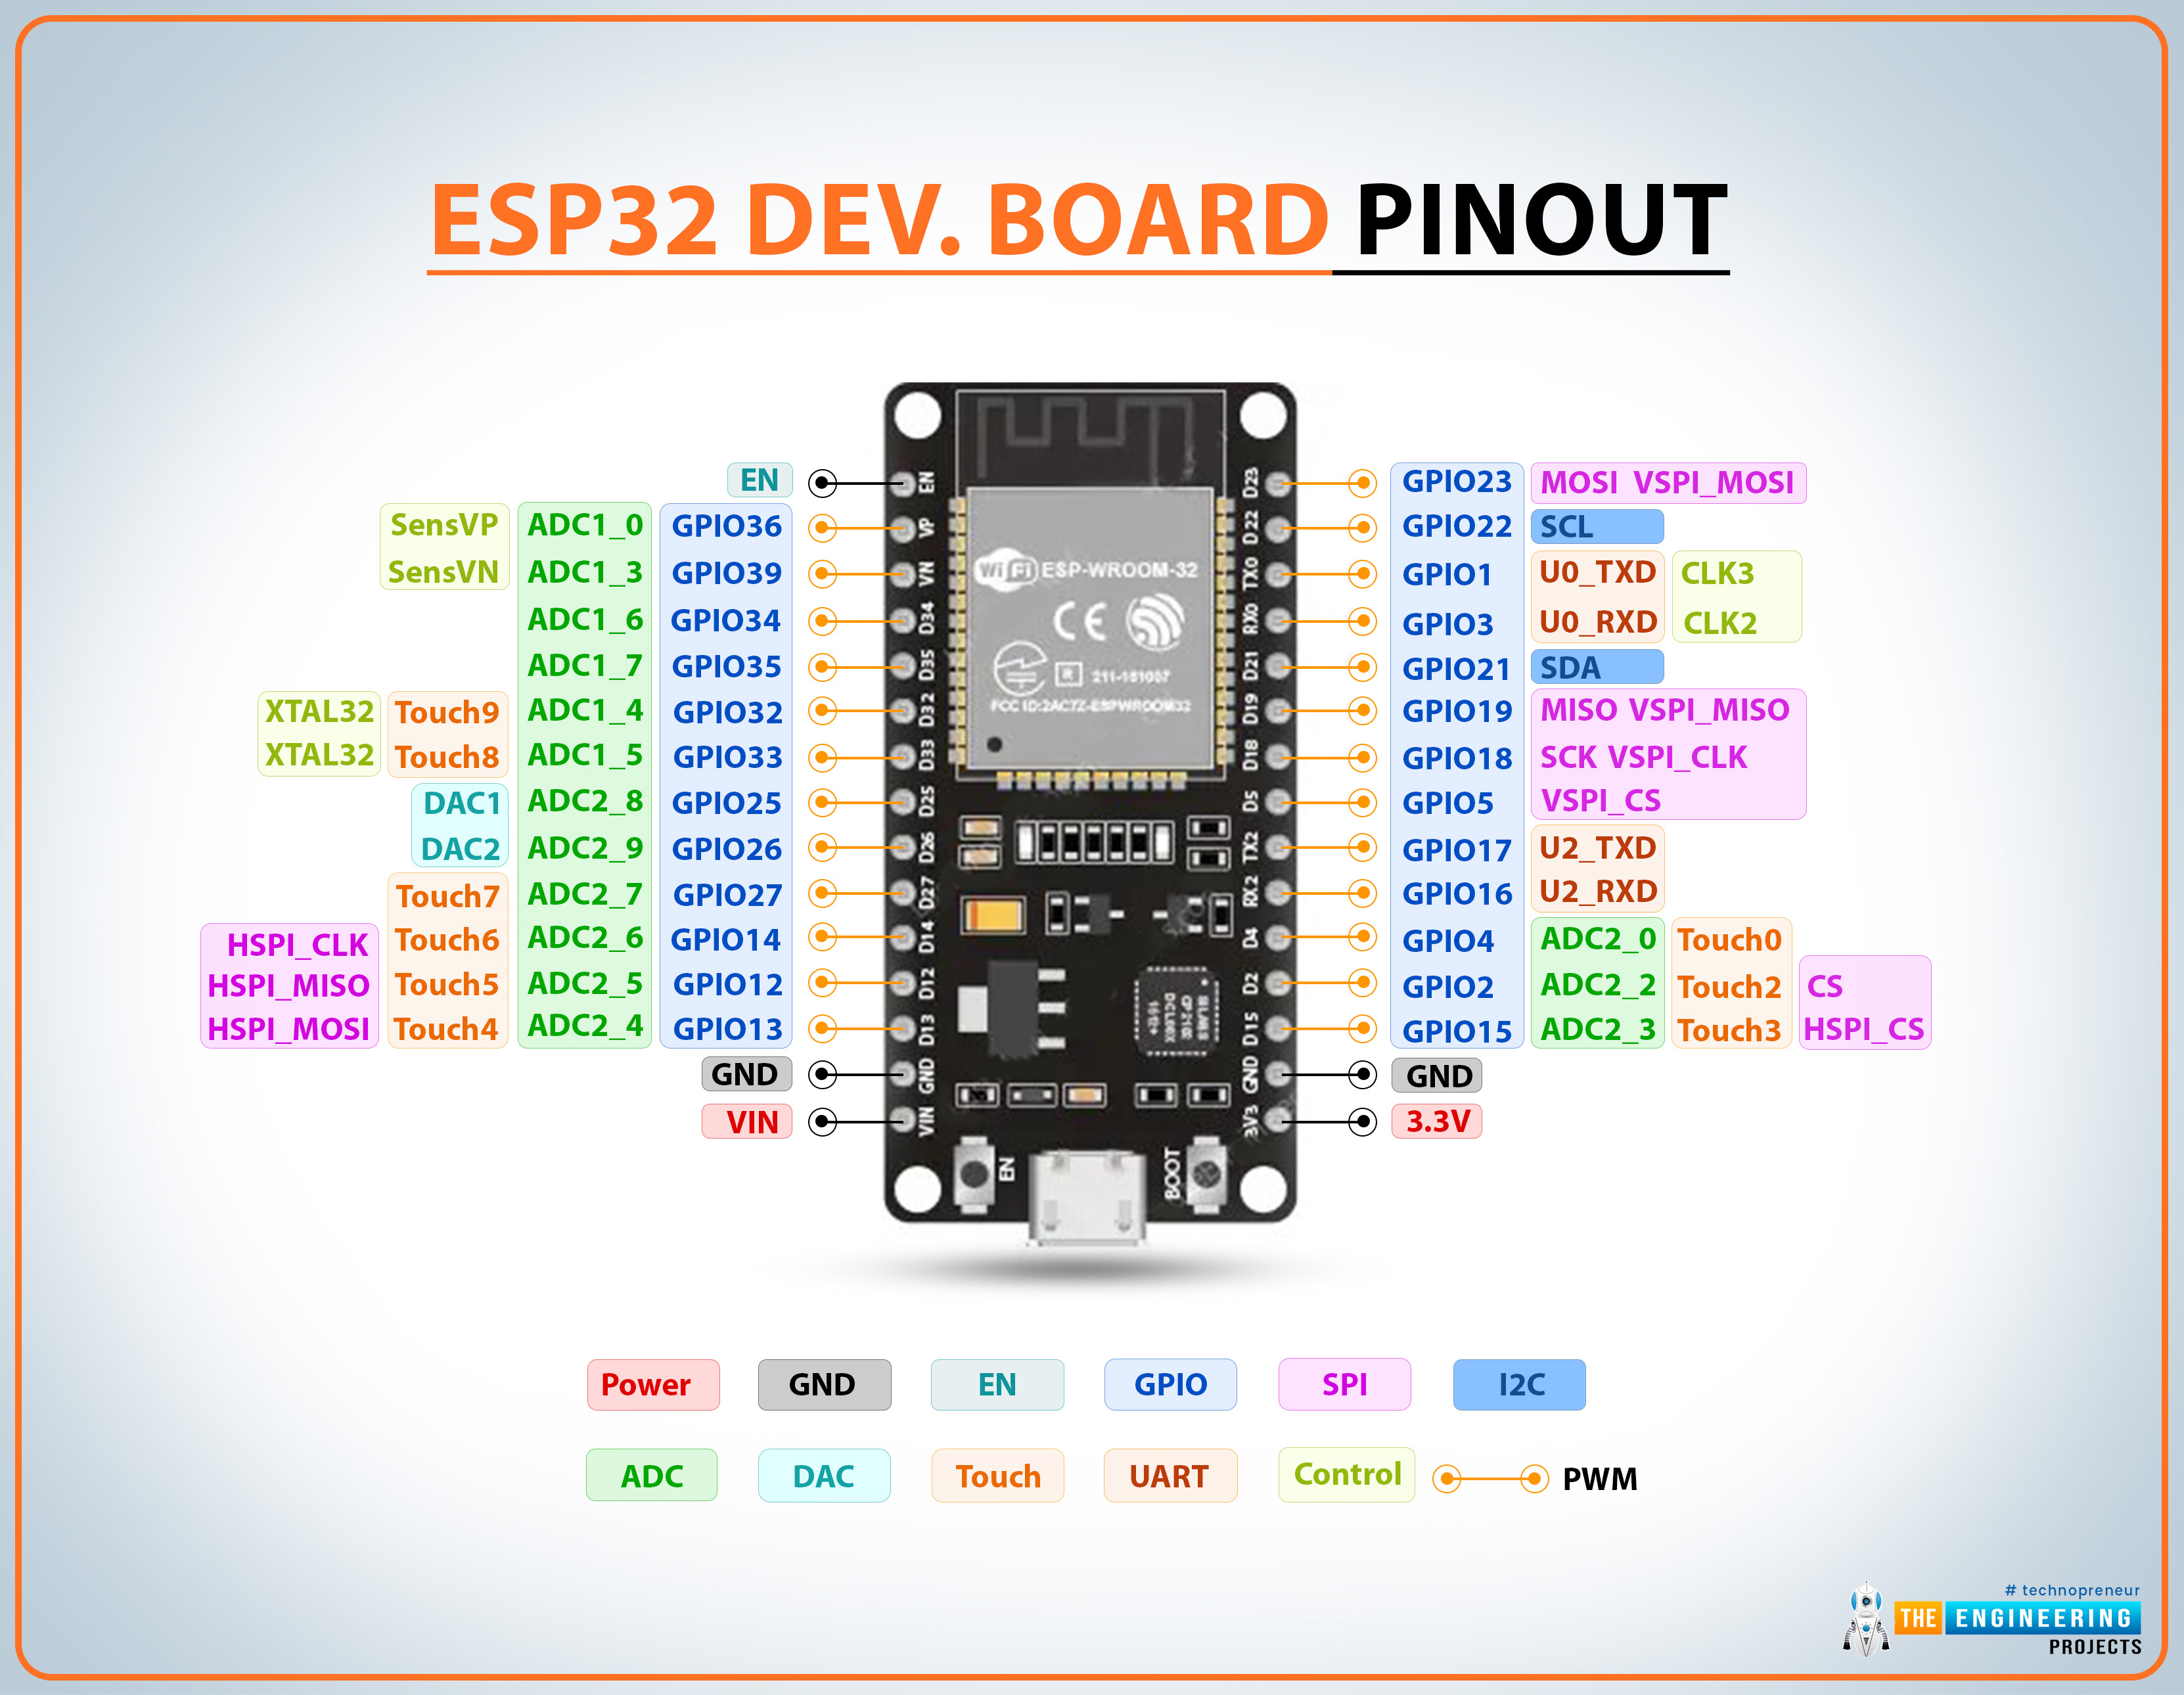 ESP32 DEV. BOARD PINOUT
EN
SensVP ADC1_0 GPIO36
SensVN ADC1_3 GPIO39
ADC1_6 GPIO34
ADC1_7 GPIO35
XTAL32 Touch9 ADC1_4 GPIO32
XTAL32 Touch8 ADC1_5 GPIO33
DAC1 ADC2_8 GPIO25
DAC2 ADC2_9 GPIO26
Touch7 ADC2_7 GPIO27
HSPI_CLK Touch6 ADC2_6 GPIO14
HSPI_MISO Touch5 ADC2_5 GPIO12
HSPI_MOSI Touch4 ADC2_4 GPIO13
GND
VIN
EN
VP
VN
D34
D35
D32
D33
D25
D26
D27
D14
D12
D13
GND
VIN
WiFi ESP-WROOM-32
CE
R 211-161007
FCC ID:2AC7Z-ESPWROOM32
SILABS
CP2102
EN
BOOT
D23
D22
TX0
RX0
D21
D19
D18
D5
TX2
RX2
D4
D2
D15
GND
3V3
GPIO23 MOSI VSPI_MOSI
GPIO22 SCL
GPIO1 U0_TXD CLK3
GPIO3 U0_RXD CLK2
GPIO21 SDA
GPIO19 MISO VSPI_MISO
GPIO18 SCK VSPI_CLK
GPIO5 VSPI_CS
GPIO17 U2_TXD
GPIO16 U2_RXD
GPIO4 ADC2_0 Touch0
GPIO2 ADC2_2 Touch2 CS
GPIO15 ADC2_3 Touch3 HSPI_CS
GND
3.3V
Power GND EN GPIO SPI I2C
ADC DAC Touch UART Control PWM
# technopreneur
THE ENGINEERING
PROJECTS